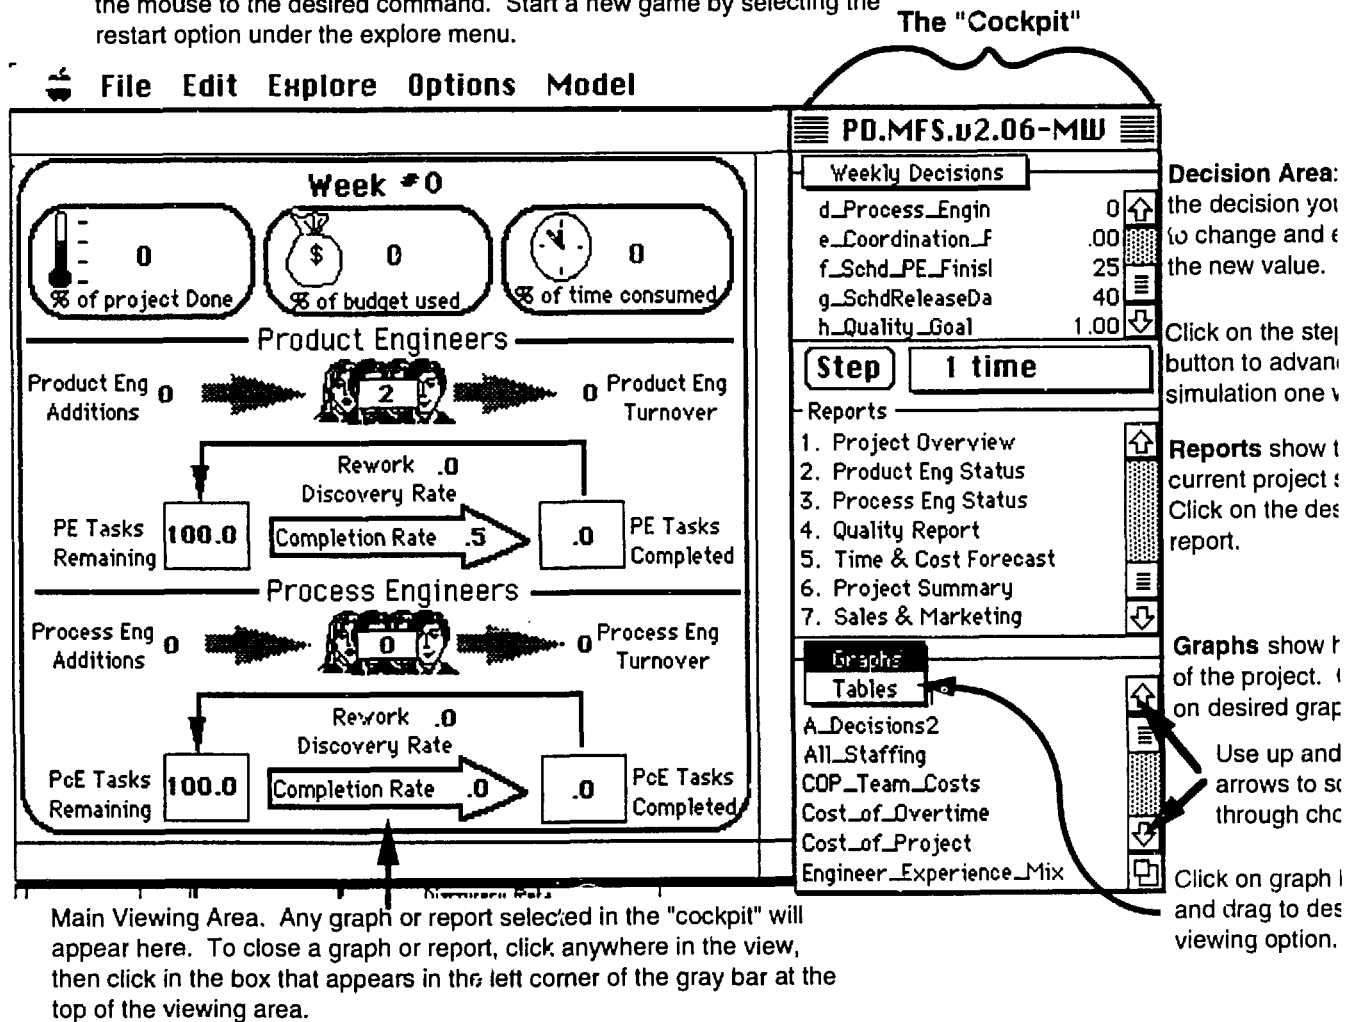 the mouse to the desired command. Start a new game by selecting the
restart option under the explore menu.
The "Cockpit"
File Edit Explore Options Model
PD.MFS.v2.06-MW
Week #0
0
% of project Done
$
0
% of budget used
0
% of time consumed
Product Engineers
Product Eng
Additions
0
2
0
Product Eng
Turnover
Rework .0
Discovery Rate
PE Tasks
Remaining
100.0
Completion Rate .5
.0
PE Tasks
Completed
Process Engineers
Process Eng
Additions
0
0
0
Process Eng
Turnover
Rework .0
Discovery Rate
PcE Tasks
Remaining
100.0
Completion Rate .0
.0
PcE Tasks
Completed
Weekly Decisions
d_Process_Engin 0
e_Coordination_F .00
f_Schd_PE_Finisl 25
g_SchdReleaseDa 40
h_Quality_Goal 1.00
Step
1 time
Reports
1. Project Overview
2. Product Eng Status
3. Process Eng Status
4. Quality Report
5. Time & Cost Forecast
6. Project Summary
7. Sales & Marketing
Graphs
Tables
A_Decisions2
All_Staffing
COP_Team_Costs
Cost_of_Overtime
Cost_of_Project
Engineer_Experience_Mix
Decision Area:
the decision you
to change and
the new value.
Click on the step
button to advan
simulation one
Reports show
current project
Click on the des
report.
Graphs show
of the project.
on desired grap
Use up and
arrows to sc
through cho
Click on graph
and drag to des
viewing option.
Main Viewing Area. Any graph or report selected in the "cockpit" will
appear here. To close a graph or report, click anywhere in the view,
then click in the box that appears in the left corner of the gray bar at the
top of the viewing area.